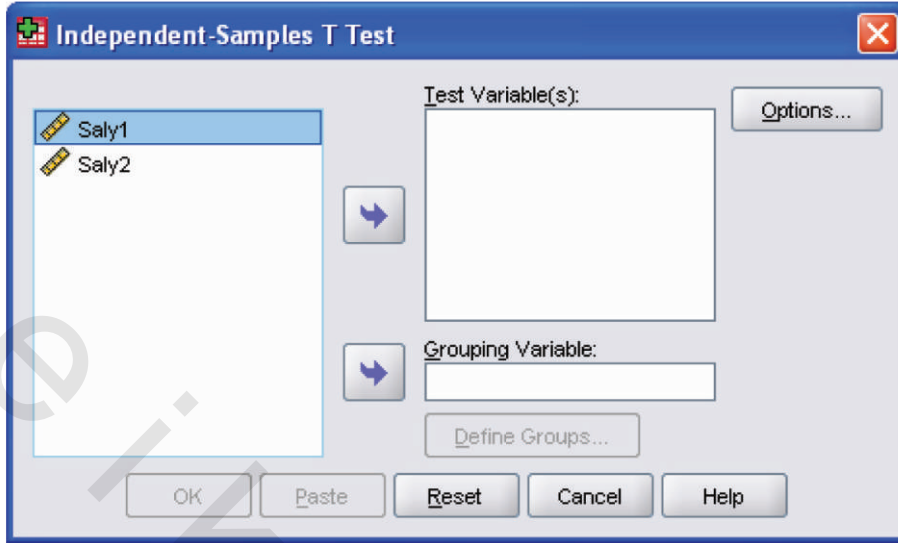 Independent-Samples T Test
Saly1
Saly2
Test Variable(s):
Options...
Grouping Variable:
Define Groups...
OK
Paste
Reset
Cancel
Help